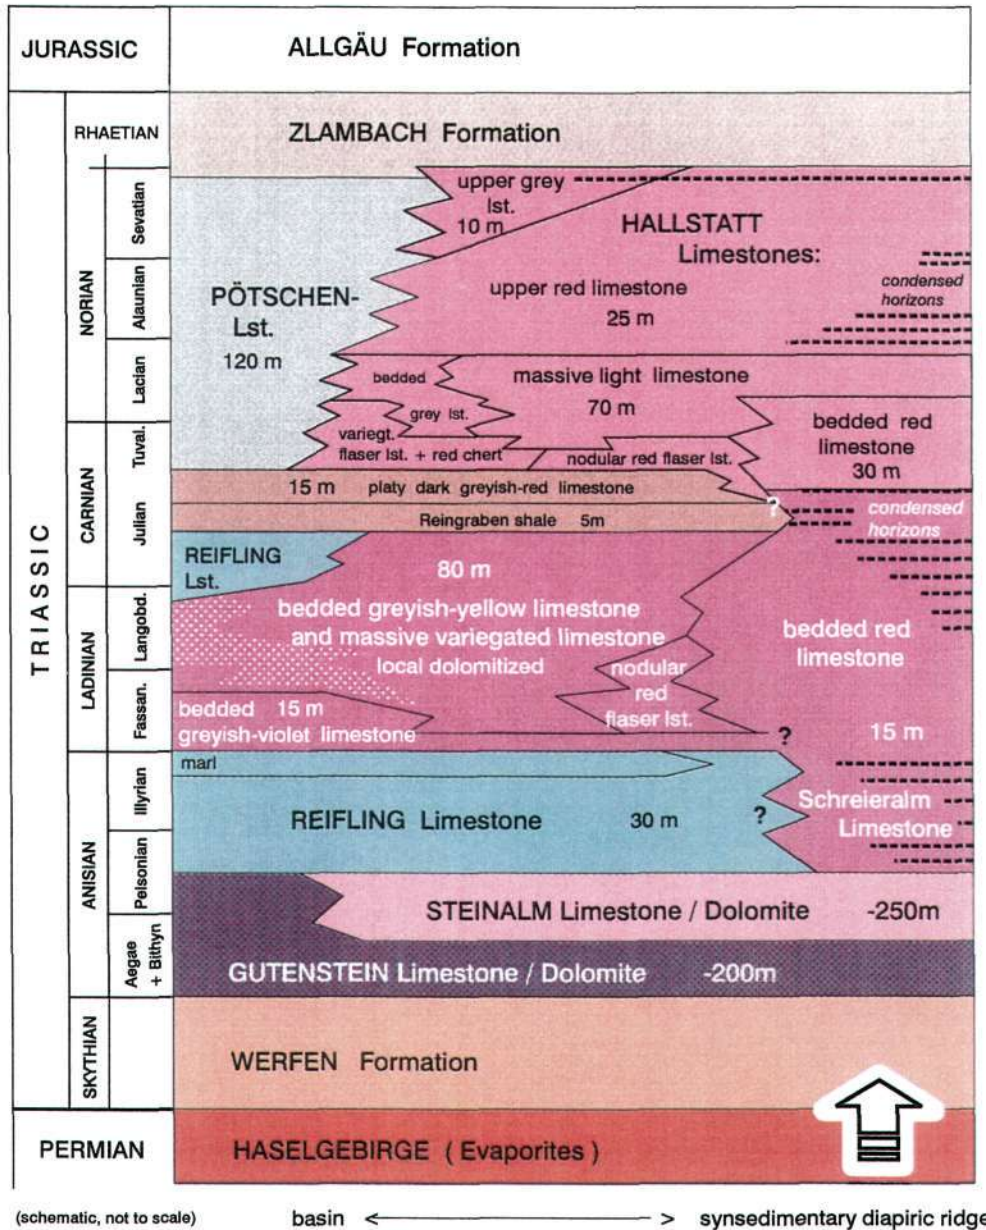 JURASSIC
ALLGÄU Formation
TRIASSIC
RHAETIAN
ZLAMBACH Formation
NORIAN
Sevatian
upper grey
lst.
10 m
HALLSTATT
Limestones:
Alaunian
PÖTSCHEN-
Lst.
120 m
upper red limestone
25 m
condensed
horizons
Lacian
bedded
grey lst.
massive light limestone
70 m
CARNIAN
Tuval.
variegt.
flaser lst. + red chert
nodular red flaser lst.
bedded red
limestone
30 m
Julian
15 m platy dark greyish-red limestone
?
Reingraben shale 5m
condensed
horizons
REIFLING
Lst.
80 m
LADINIAN
Langobd.
bedded greyish-yellow limestone
and massive variegated limestone
local dolomitized
bedded red
limestone
Fassan.
nodular
red
flaser lst.
bedded 15 m
greyish-violet limestone
?
15 m
ANISIAN
Illyrian
marl
REIFLING Limestone 30 m
?
Schreieralm
Limestone
Pelsonian
STEINALM Limestone / Dolomite -250m
Aegae
+ Bithyn
GUTENSTEIN Limestone / Dolomite -200m
SKYTHIAN
WERFEN Formation
PERMIAN
HASELGEBIRGE ( Evaporites )
(schematic, not to scale)
basin < > synsedimentary diapiric ridge